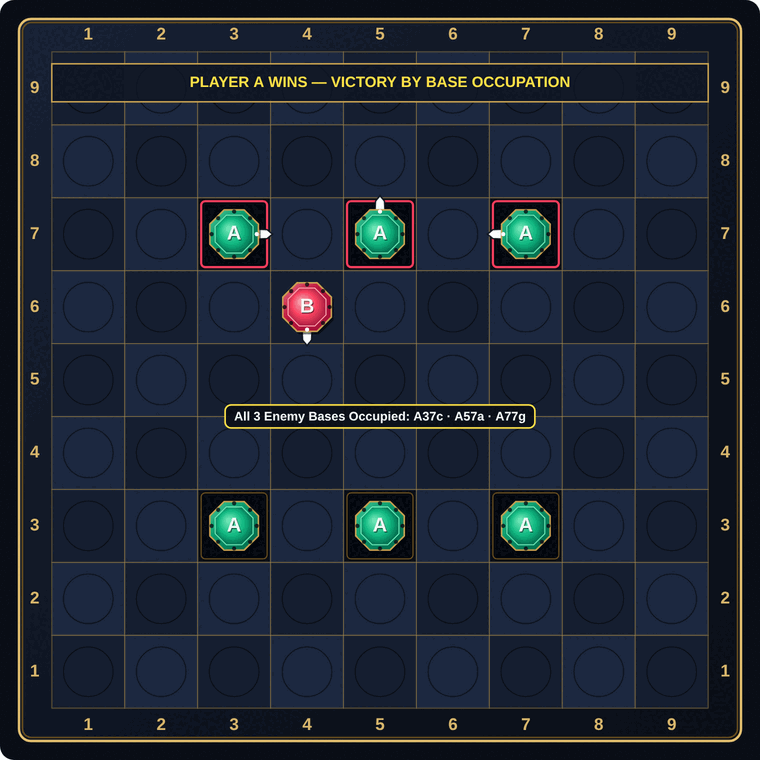 1 2 3 4 5 6 7 8 9
9 PLAYER A WINS — VICTORY BY BASE OCCUPATION 9
8 8
7 A A A 7
6 B 6
5 5
All 3 Enemy Bases Occupied: A37c · A57a · A77g
4 4
3 A A A 3
2 2
1 1
1 2 3 4 5 6 7 8 9